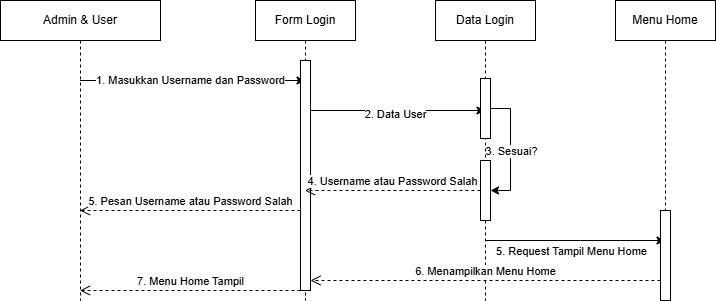 Admin & User
Form Login
Data Login
Menu Home
1. Masukkan Username dan Password
2. Data User
3. Sesuai?
4. Username atau Password Salah
5. Pesan Username atau Password Salah
5. Request Tampil Menu Home
6. Menampilkan Menu Home
7. Menu Home Tampil